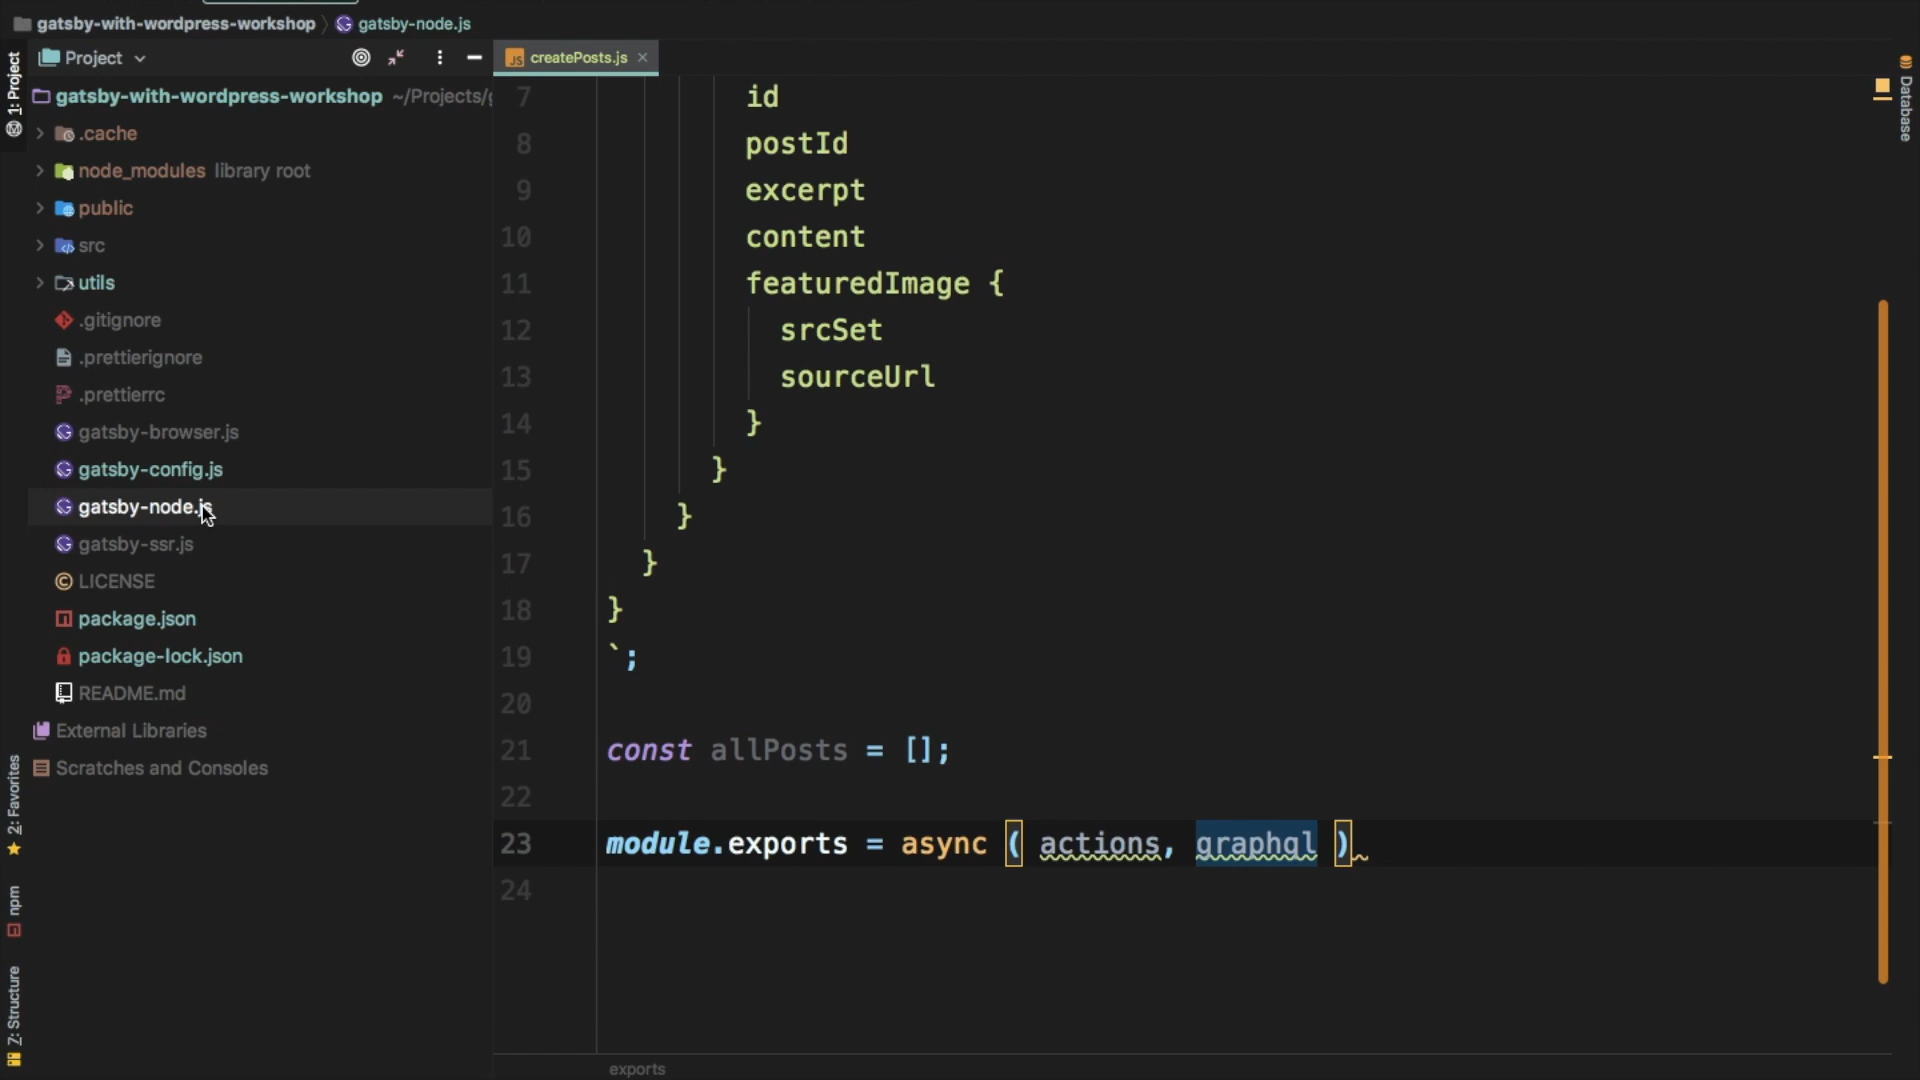 gatsby-with-wordpress-workshop gatsby-node.js
1: Project
Project
createPosts.js
Database
gatsby-with-wordpress-workshop ~/Projects/g
.cache
node_modules library root
public
src
utils
.gitignore
.prettierignore
.prettierrc
gatsby-browser.js
gatsby-config.js
gatsby-node.js
gatsby-ssr.js
LICENSE
package.json
package-lock.json
README.md
External Libraries
Scratches and Consoles
2: Favorites
npm
Z: Structure
7 id
8 postId
9 excerpt
10 content
11 featuredImage {
12 srcSet
13 sourceUrl
14 }
15 }
16 }
17 }
18 }
19 `;
20
21 const allPosts = [];
22
23 module.exports = async ( actions, graphql )
24
exports